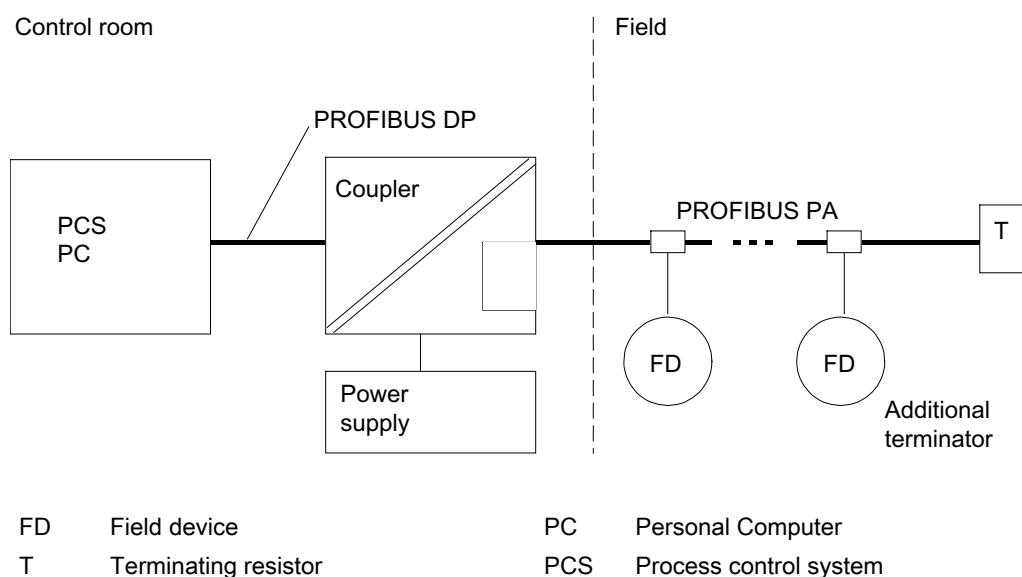 Control room
Field
PROFIBUS DP
PCS
PC
Coupler
PROFIBUS PA
T
FD
FD
Power
supply
Additional
terminator
FD Field device
PC Personal Computer
T Terminating resistor
PCS Process control system